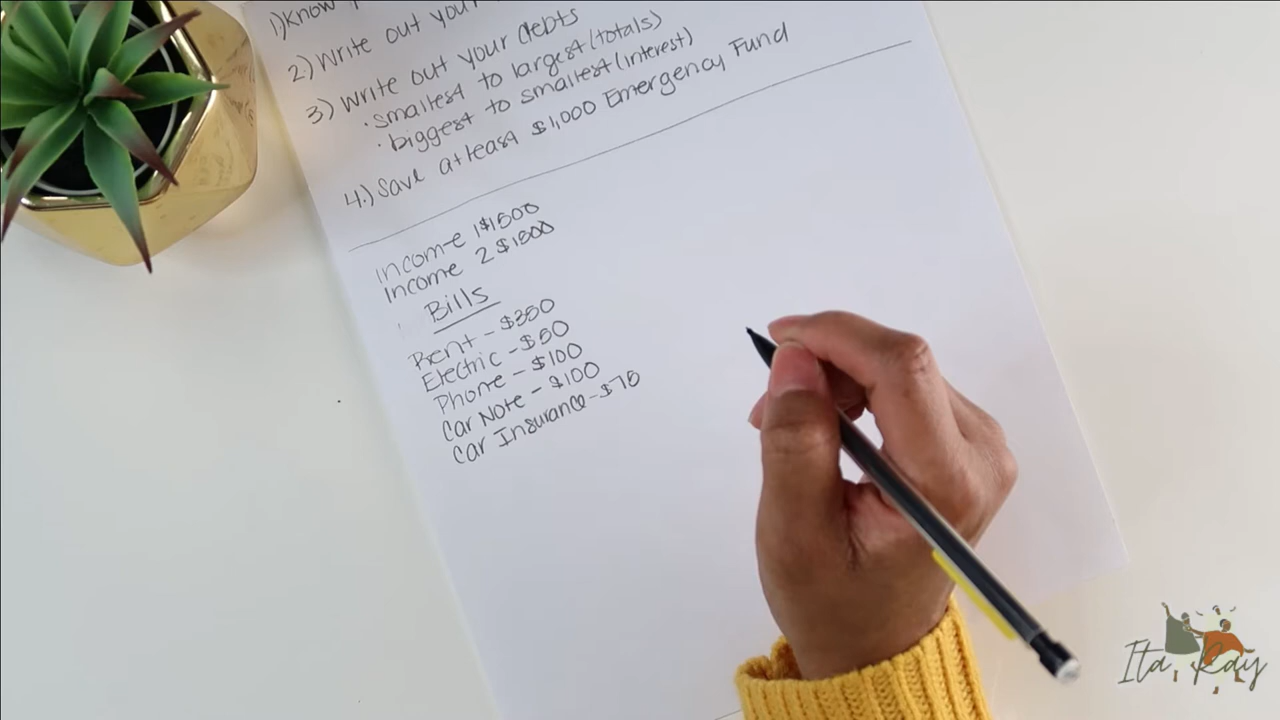 1) Know
2) Write out your
3) Write out your debts
· smallest to largest (totals)
· biggest to smallest (interest)
4.) Save at least $1,000 Emergency Fund
Income 1 $1500
Income 2 $1500
Bills
Rent - $350
Electric - $50
Phone - $100
Car Note - $100
Car Insurance - $75
Ita Kay